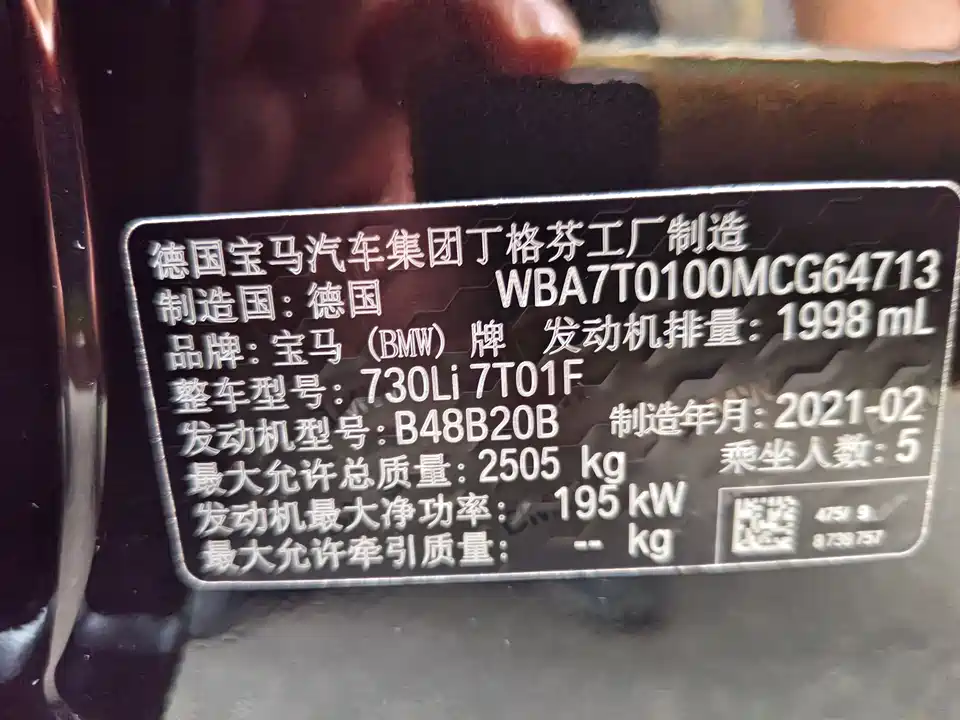 德国宝马汽车集团丁格芬工厂制造
制造国：德国 WBA7T0100MCG64713
品牌：宝马（BMW）牌 发动机排量：1998 mL
整车型号：730Li 7T01F
发动机型号：B48B20B 制造年月：2021-02
最大允许总质量：2505 kg 乘坐人数：5
发动机最大净功率： 195 kW
最大允许牵引质量： -- kg
8 738 757